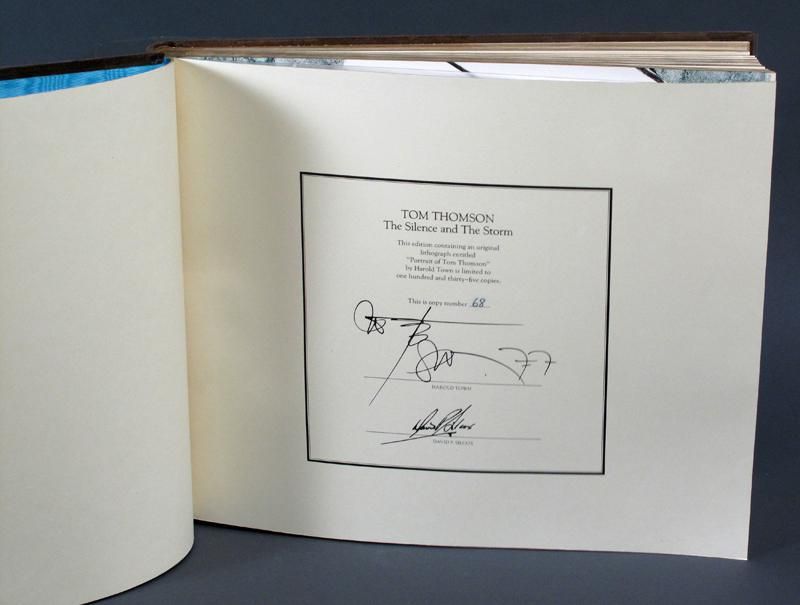 TOM THOMSON
The Silence and The Storm
This edition containing an original
lithograph entitled
"Portrait of Tom Thomson"
by Harold Town is limited to
one hundred and thirty-five copies.
This is copy number 68
77
HAROLD TOWN
DAVID P. SILCOX